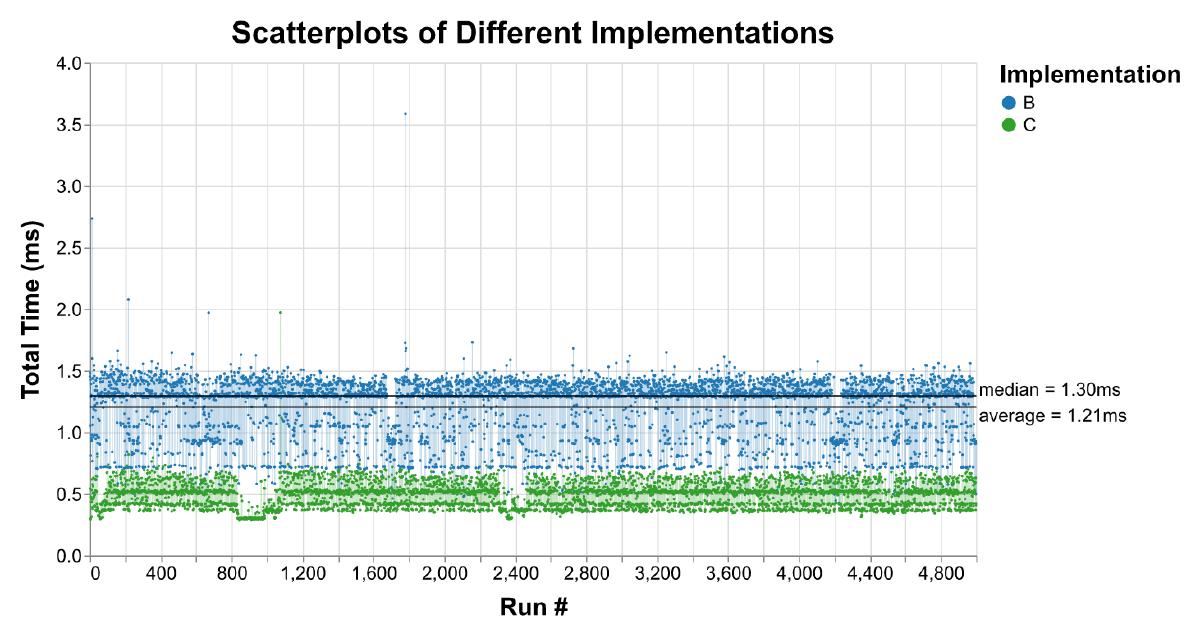 Scatterplots of Different Implementations
Total Time (ms)
4.0
3.5
3.0
2.5
2.0
1.5
1.0
0.5
0.0
0 400 800 1,200 1,600 2,000 2,400 2,800 3,200 3,600 4,000 4,400 4,800
Run #
Implementation
B
C
median = 1.30ms
average = 1.21ms